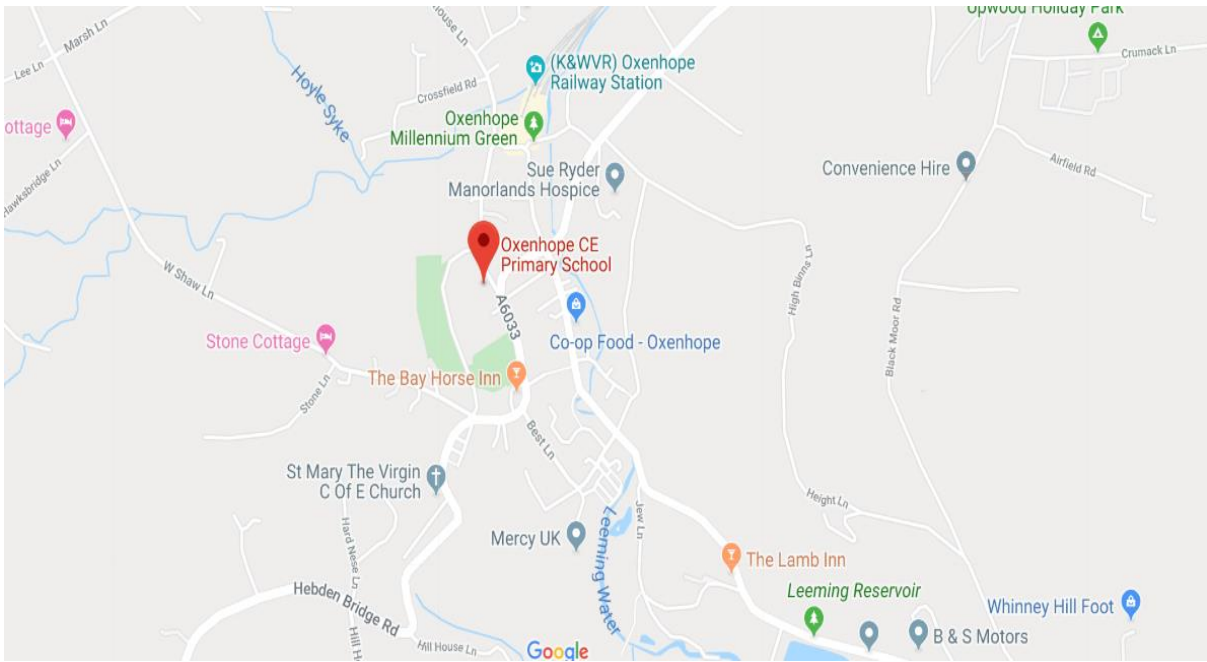 Upwood Holiday Park
Marsh Ln
Lee Ln
Crumack Ln
(K&WVR) Oxenhope
Railway Station
Hoyle Syke
Crossfield Rd
Oxenhope
Millennium Green
ottage
Airfield Rd
Sue Ryder
Manorlands Hospice
Convenience Hire
Hawksbridge Ln
Oxenhope CE
Primary School
W Shaw Ln
High Binns Ln
A6033
Black Moor Rd
Stone Cottage
Co-op Food - Oxenhope
The Bay Horse Inn
Stone Ln
Best Ln
St Mary The Virgin
C Of E Church
Height Ln
Hard Nese Ln
Mercy UK
Leeming Water
Jew Ln
The Lamb Inn
Leeming Reservoir
Hebden Bridge Rd
Whinney Hill Foot
B & S Motors
Hill House Ln
Google